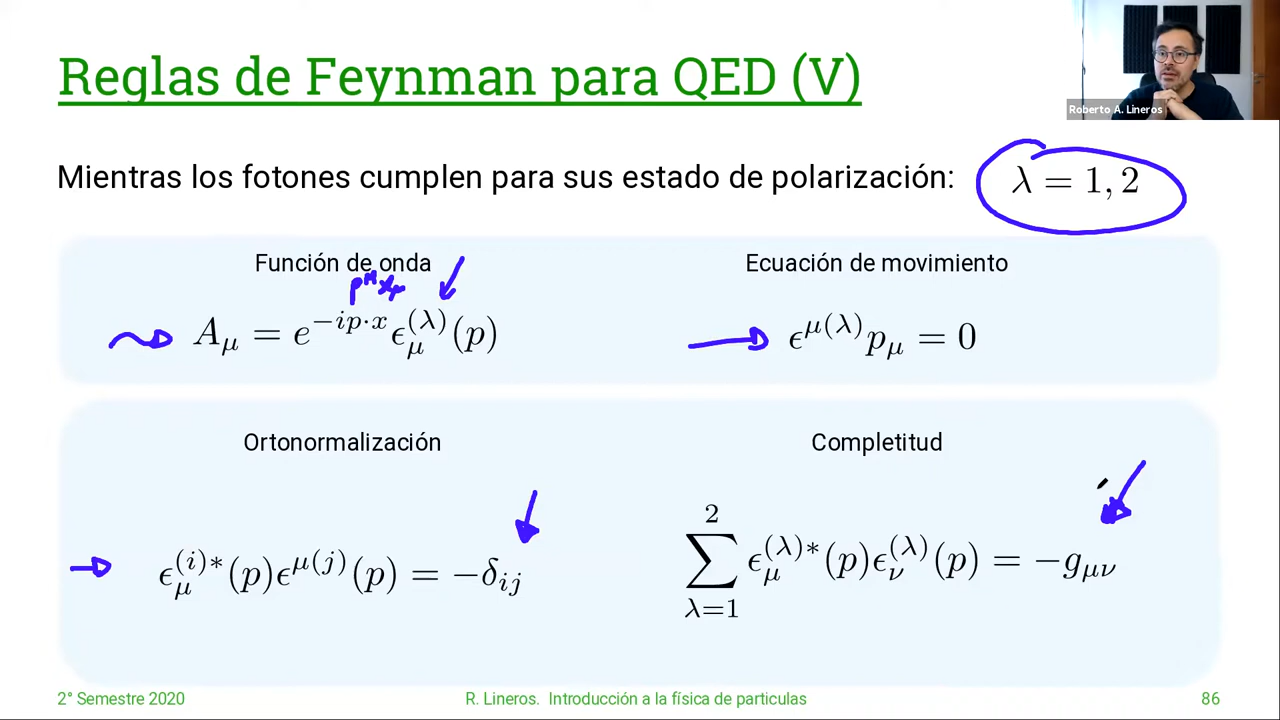 Reglas de Feynman para QED (V)
Roberto A. Lineros
Mientras los fotones cumplen para sus estado de polarización: λ = 1, 2
Función de onda
p^μ x_μ
A_μ = e^{-ip·x} ϵ_μ^{(λ)}(p)
Ecuación de movimiento
ϵ^{μ(λ)} p_μ = 0
Ortonormalización
ϵ_μ^{(i)*}(p) ϵ^{μ(j)}(p) = −δ_{ij}
Completitud
∑_{λ=1}^{2} ϵ_μ^{(λ)*}(p) ϵ_ν^{(λ)}(p) = −g_{μν}
2° Semestre 2020
R. Lineros. Introducción a la física de particulas
86